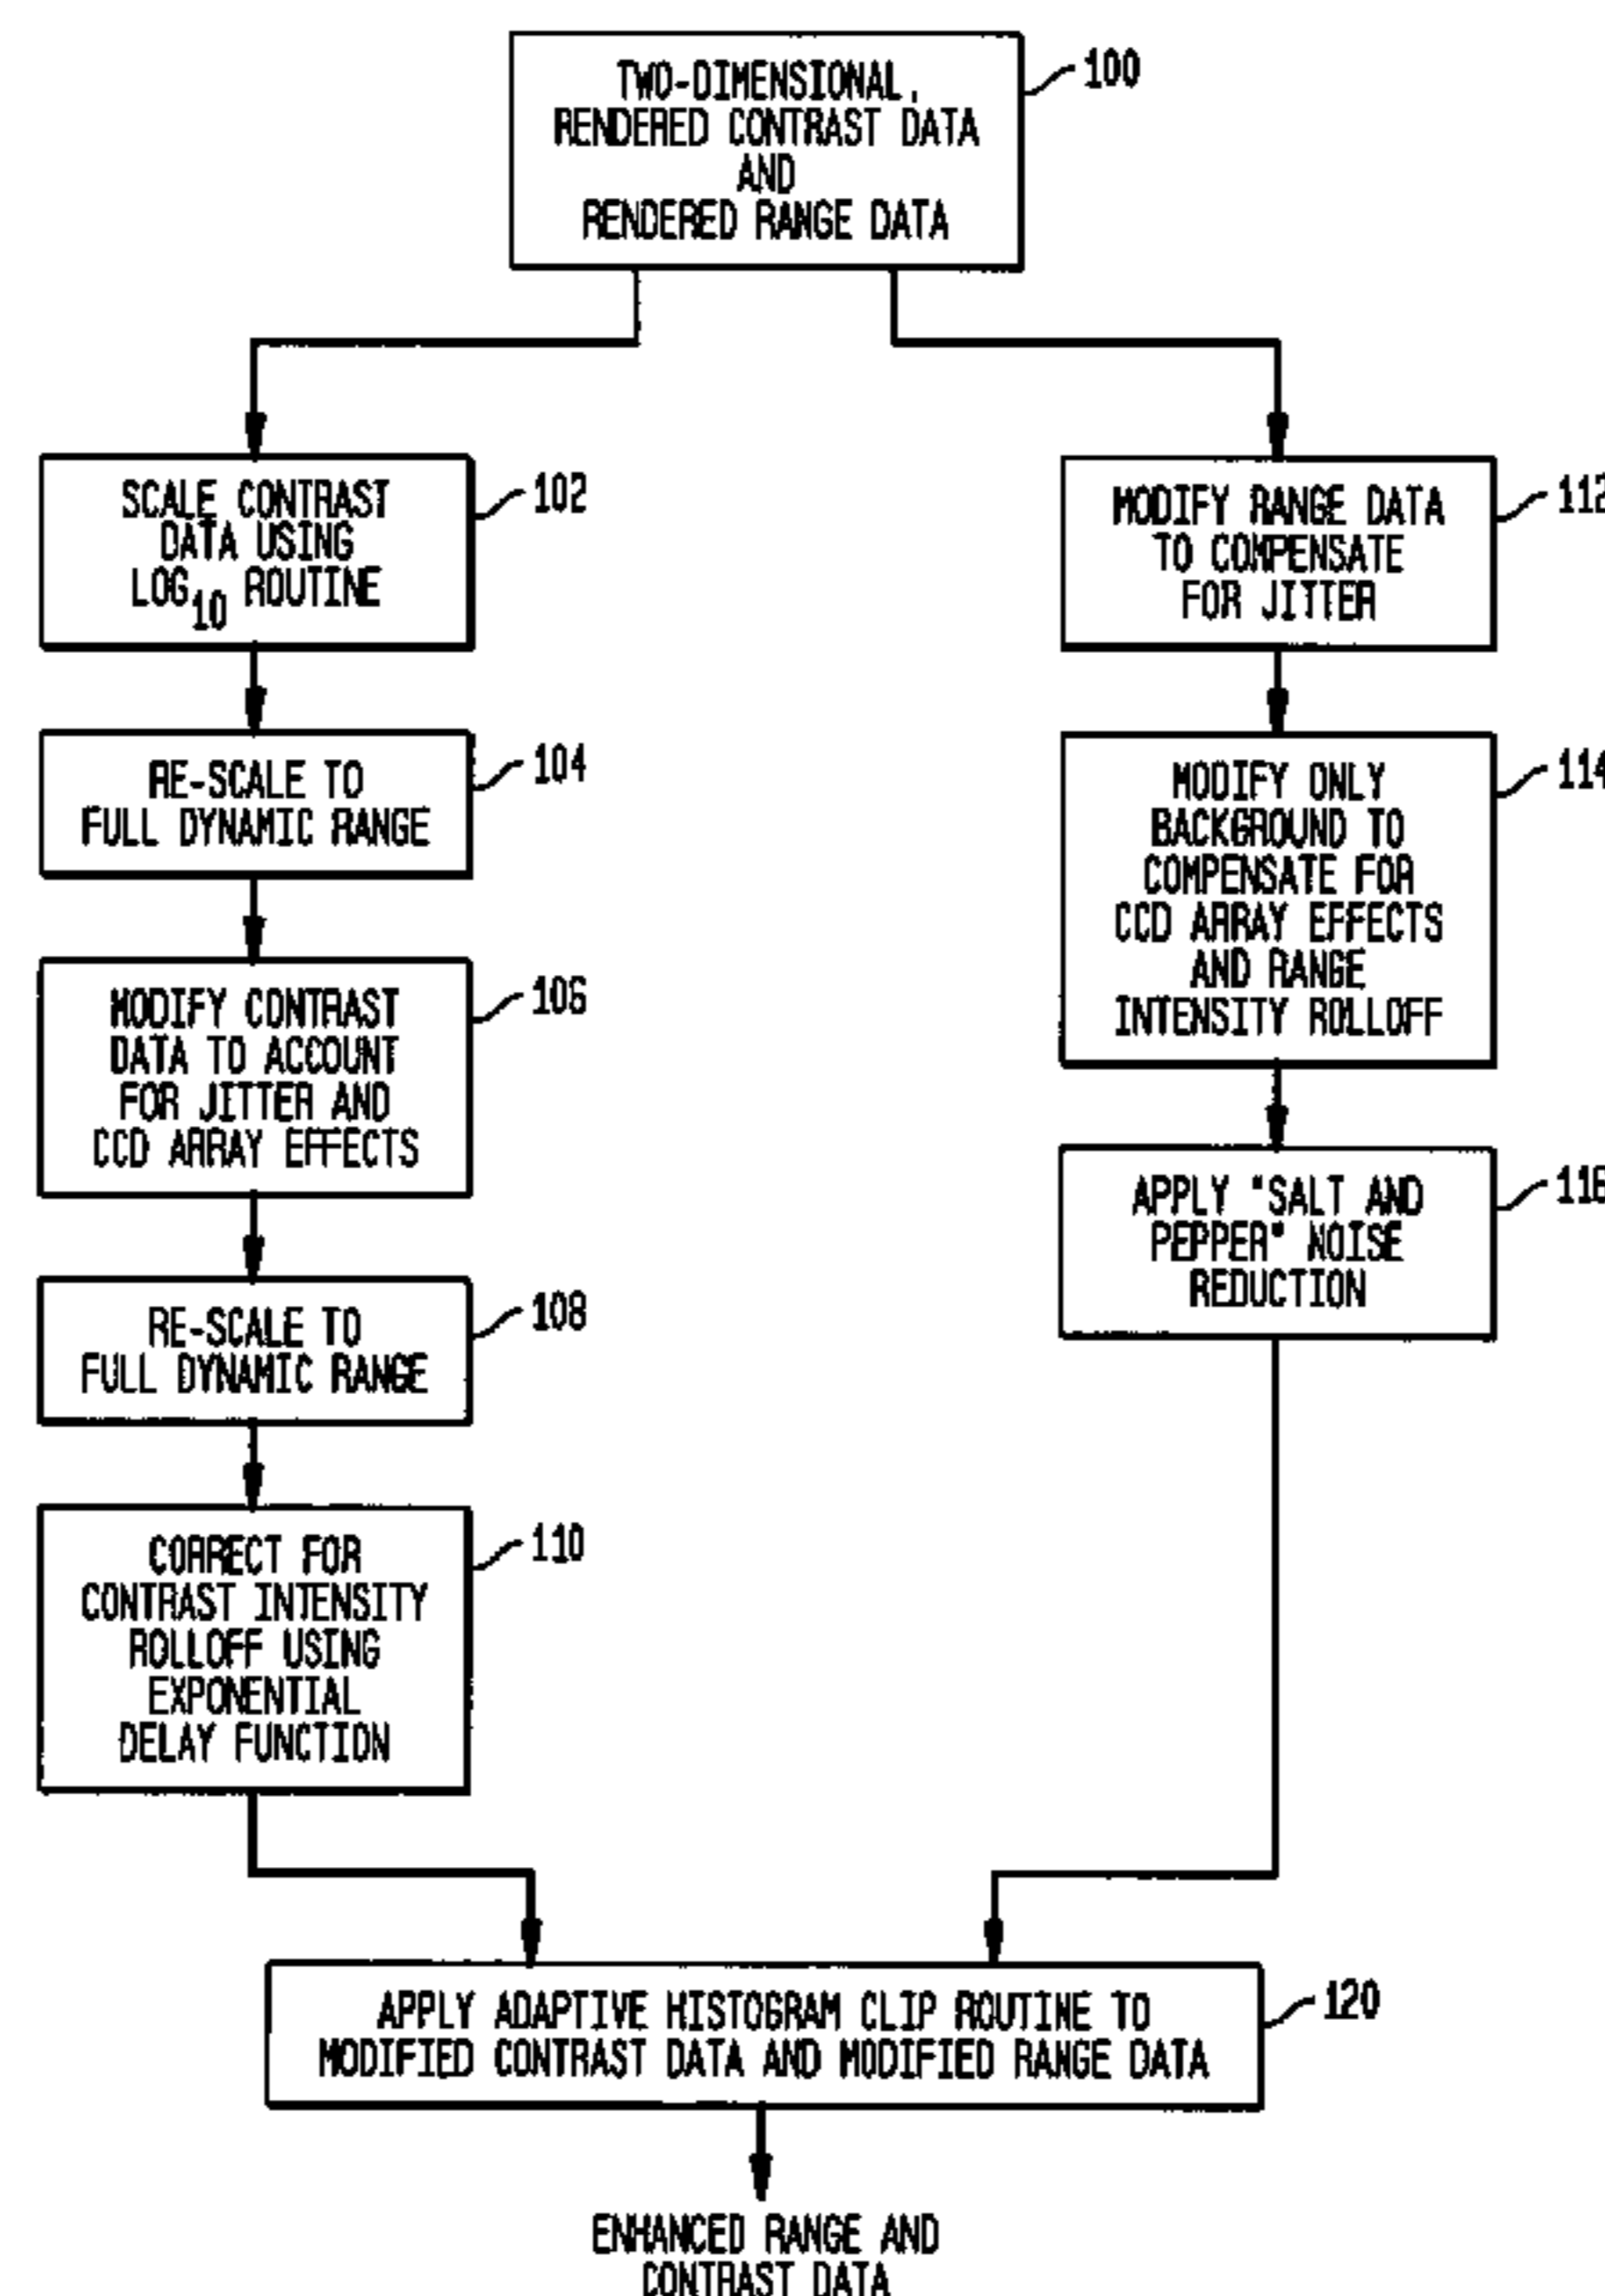 TWO-DIMENSIONAL,
RENDERED CONTRAST DATA
AND
RENDERED RANGE DATA
100
SCALE CONTRAST
DATA USING
LOG10 ROUTINE
102
RE-SCALE TO
FULL DYNAMIC RANGE
104
MODIFY CONTRAST
DATA TO ACCOUNT
FOR JITTER AND
CCD ARRAY EFFECTS
106
RE-SCALE TO
FULL DYNAMIC RANGE
108
CORRECT FOR
CONTRAST INTENSITY
ROLLOFF USING
EXPONENTIAL
DELAY FUNCTION
110
MODIFY RANGE DATA
TO COMPENSATE
FOR JITTER
112
MODIFY ONLY
BACKGROUND TO
COMPENSATE FOR
CCD ARRAY EFFECTS
AND RANGE
INTENSITY ROLLOFF
114
APPLY "SALT AND
PEPPER" NOISE
REDUCTION
116
APPLY ADAPTIVE HISTOGRAM CLIP ROUTINE TO
MODIFIED CONTRAST DATA AND MODIFIED RANGE DATA
120
ENHANCED RANGE AND
CONTRAST DATA